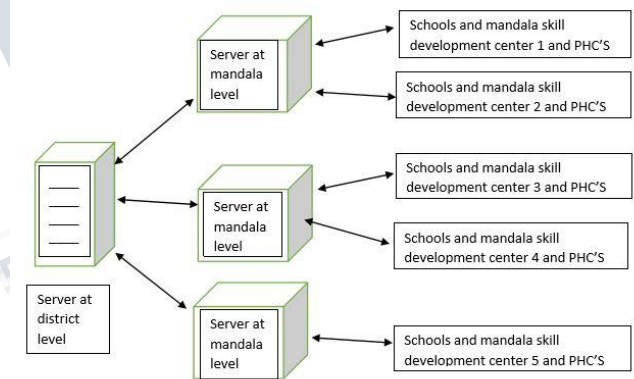 Server at
mandala
level
Schools and mandala skill
development center 1 and PHC'S
Schools and mandala skill
development center 2 and PHC'S
Server at
mandala
level
Schools and mandala skill
development center 3 and PHC'S
Schools and mandala skill
development center 4 and PHC'S
Server at
district
level
Server at
mandala
level
Schools and mandala skill
development center 5 and PHC'S